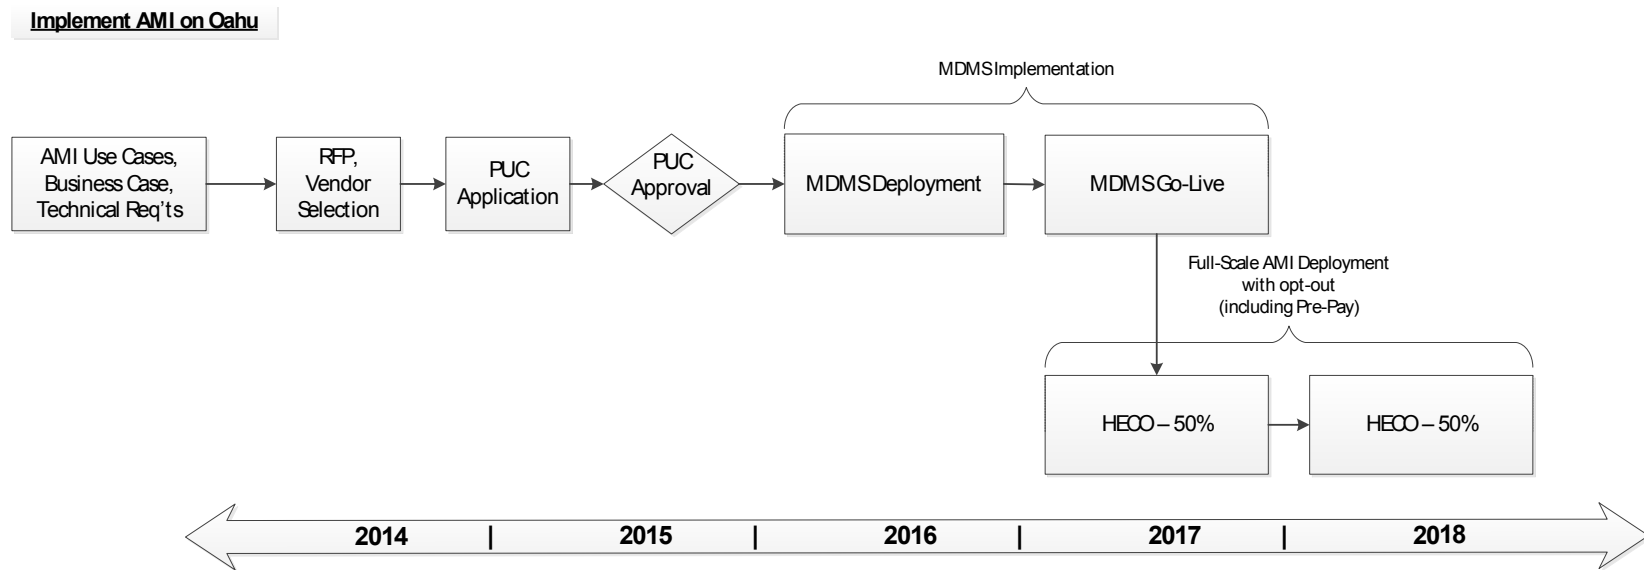 Implement AMI on Oahu
MDMS Implementation
AMI Use Cases,
Business Case,
Technical Req'ts
RFP,
Vendor
Selection
PUC
Application
PUC
Approval
MDMS Deployment
MDMS Go-Live
Full-Scale AMI Deployment
with opt-out
(including Pre-Pay)
HECO – 50%
HECO – 50%
2014 | 2015 | 2016 | 2017 | 2018